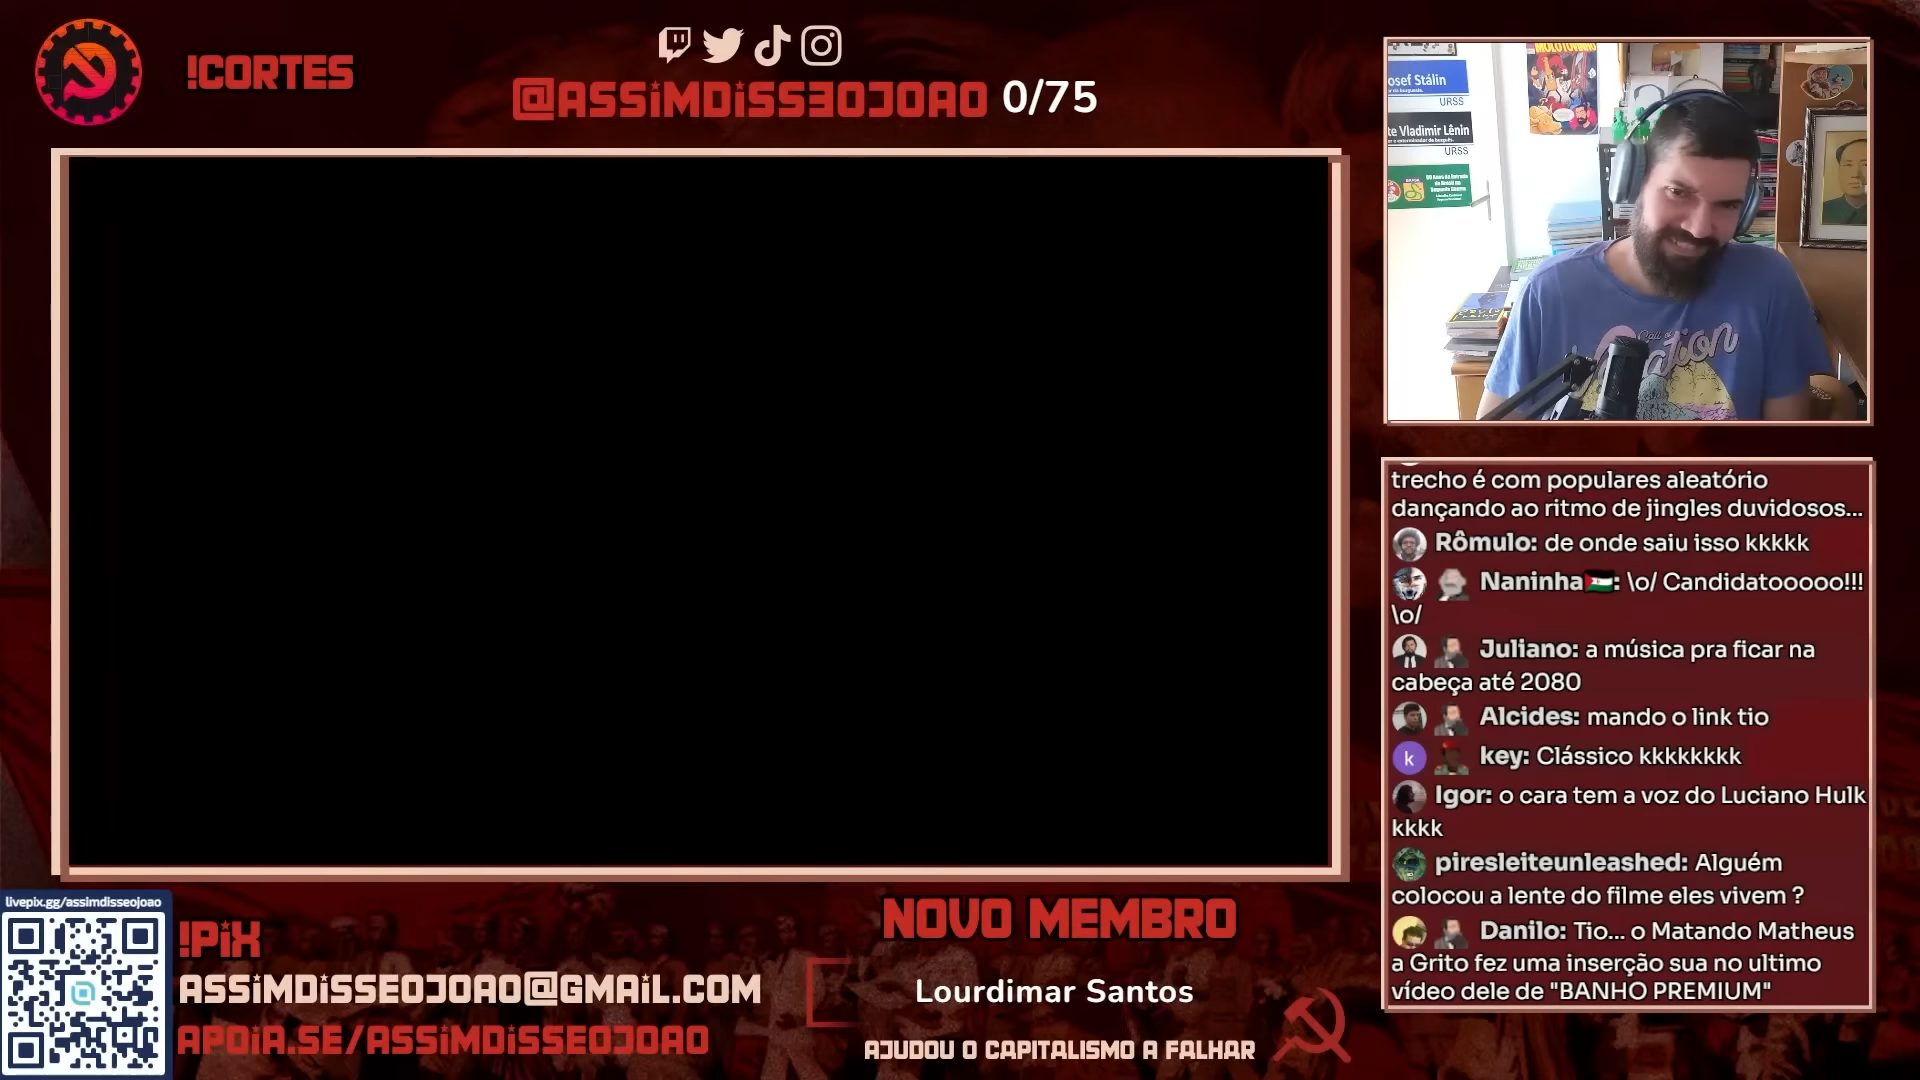 !CORTES
@ASSIMDISSEOJOAO 0/75
MOLOTOVINHO
osef Stálin
URSS
te Vladimir Lênin
URSS
trecho é com populares aleatório
dançando ao ritmo de jingles duvidosos...
Rômulo: de onde saiu isso kkkkk
Naninha🇪🇭: \o/ Candidatooooo!!!
\o/
Juliano: a música pra ficar na
cabeça até 2080
Alcides: mando o link tio
k key: Clássico kkkkkkkk
Igor: o cara tem a voz do Luciano Hulk
kkkk
piresleiteunleashed: Alguém
colocou a lente do filme eles vivem ?
Danilo: Tio... o Matando Matheus
a Grito fez uma inserção sua no ultimo
vídeo dele de "BANHO PREMIUM"
livepix.gg/assimdisseojoao
!PIX
ASSIMDISSEOJOAO@GMAIL.COM
APOIA.SE/ASSIMDISSEOJOAO
NOVO MEMBRO
Lourdimar Santos
AJUDOU O CAPITALISMO A FALHAR